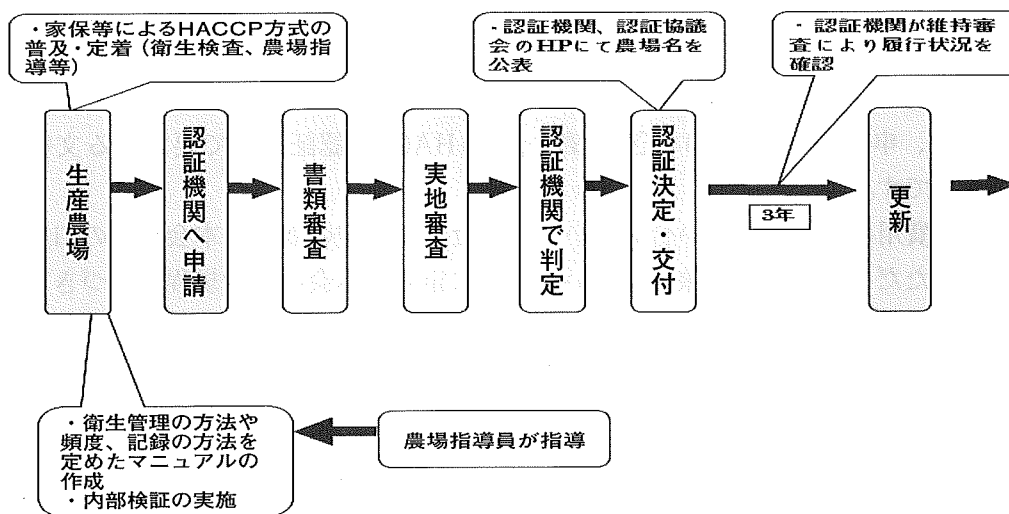 ・家保等によるHACCP方式の
普及・定着（衛生検査、農場指
導等）
・認証機関、認証協議
会のHPにて農場名を
公表
・認証機関が維持審
査により履行状況を
確認
生産農場
認証機関へ申請
書類審査
実地審査
認証機関で判定
認証決定・交付
3年
更新
・衛生管理の方法や
頻度、記録の方法を
定めたマニュアルの
作成
・内部検証の実施
農場指導員が指導